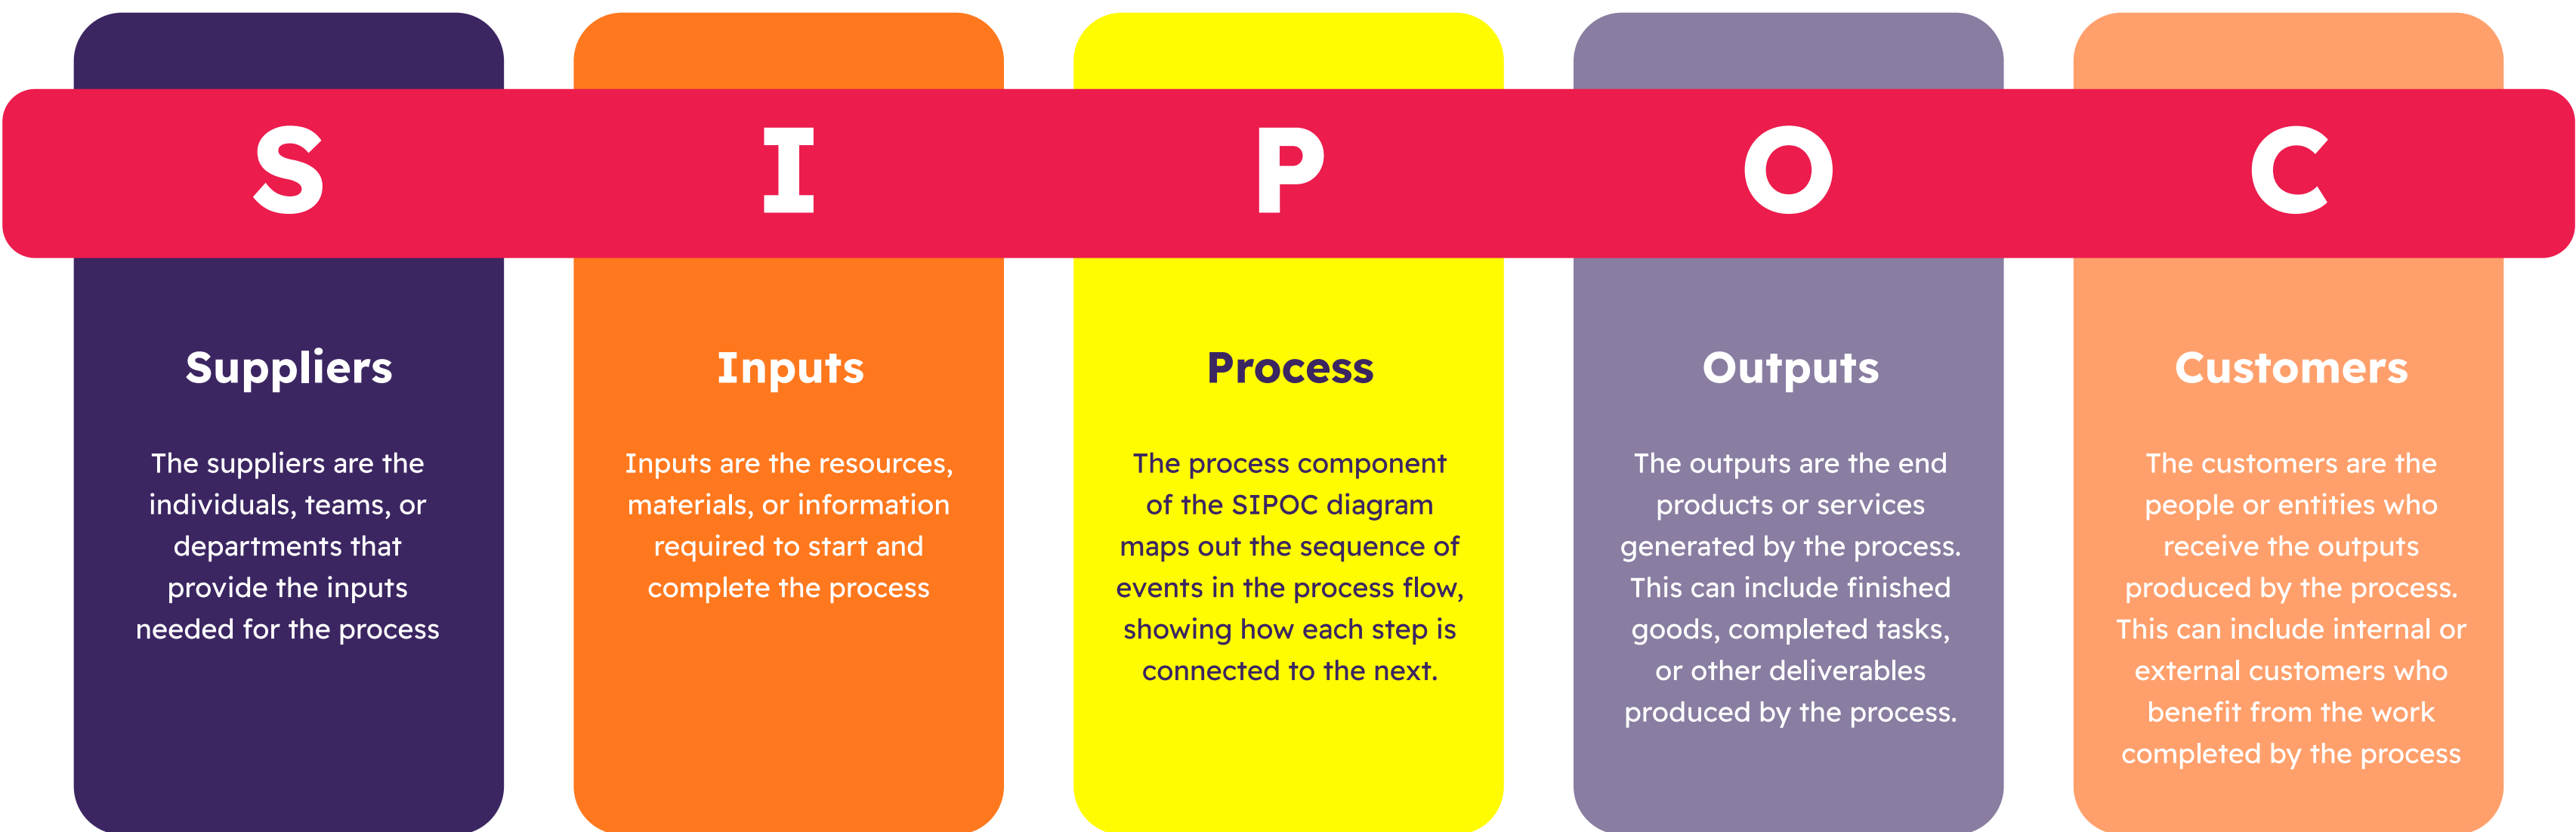 S I P O C
Suppliers
The suppliers are the
individuals, teams, or
departments that
provide the inputs
needed for the process
Inputs
Inputs are the resources,
materials, or information
required to start and
complete the process
Process
The process component
of the SIPOC diagram
maps out the sequence of
events in the process flow,
showing how each step is
connected to the next.
Outputs
The outputs are the end
products or services
generated by the process.
This can include finished
goods, completed tasks,
or other deliverables
produced by the process.
Customers
The customers are the
people or entities who
receive the outputs
produced by the process.
This can include internal or
external customers who
benefit from the work
completed by the process